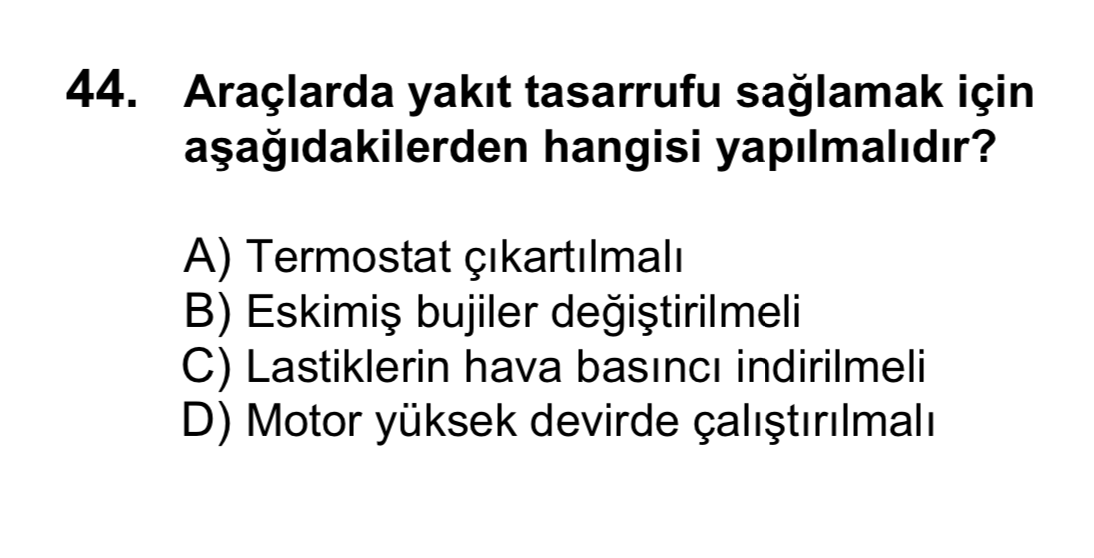 44. Araçlarda yakıt tasarrufu sağlamak için
aşağıdakilerden hangisi yapılmalıdır?
A) Termostat çıkartılmalı
B) Eskimiş bujiler değiştirilmeli
C) Lastiklerin hava basıncı indirilmeli
D) Motor yüksek devirde çalıştırılmalı